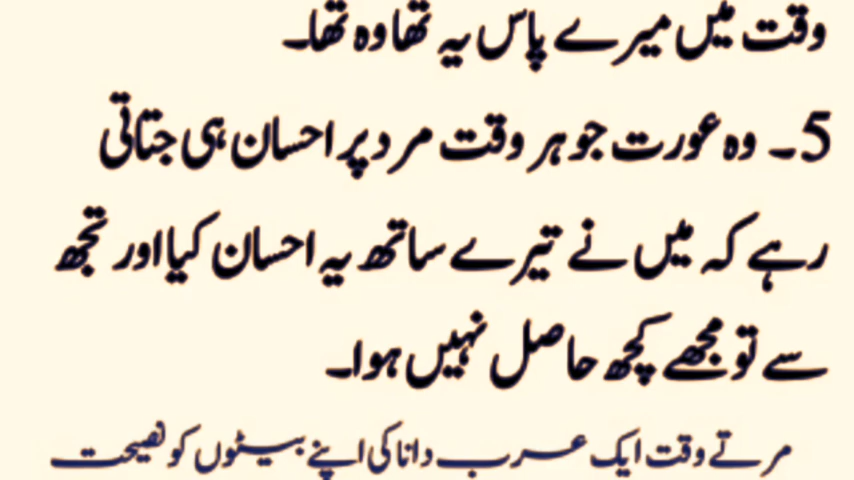 وقت میں میرے پاس یہ تھا وہ تھا۔
5۔ وہ عورت جو ہر وقت مرد پر احسان ہی جتاتی
رہے کہ میں نے تیرے ساتھ یہ احسان کیا اور تجھ
سے تو مجھے کچھ حاصل نہیں ہوا۔
مرتے وقت ایک عرب دانا کی اپنے بیٹوں کو نصیحت